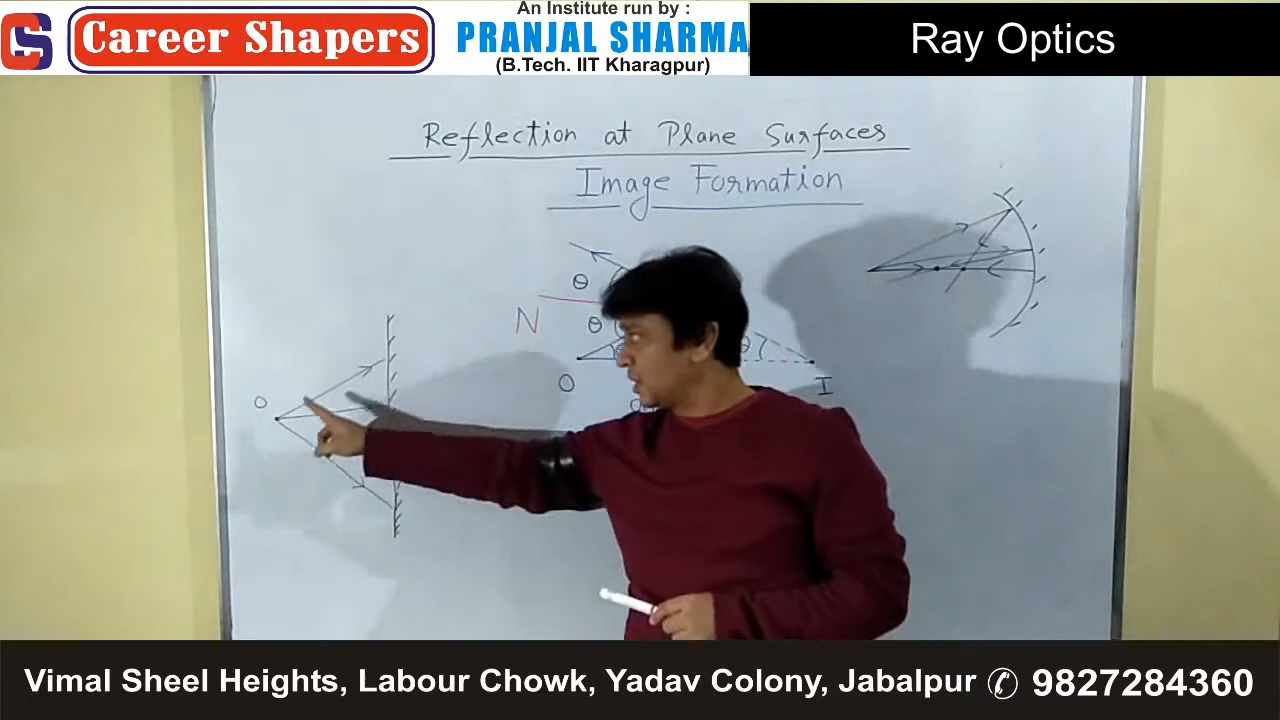 CS Career Shapers
An Institute run by :
PRANJAL SHARMA
(B.Tech. IIT Kharagpur)
Ray Optics
Reflection at Plane Surfaces
Image Formation
θ
N θ
θ
O I
O
Vimal Sheel Heights, Labour Chowk, Yadav Colony, Jabalpur ✆ 9827284360